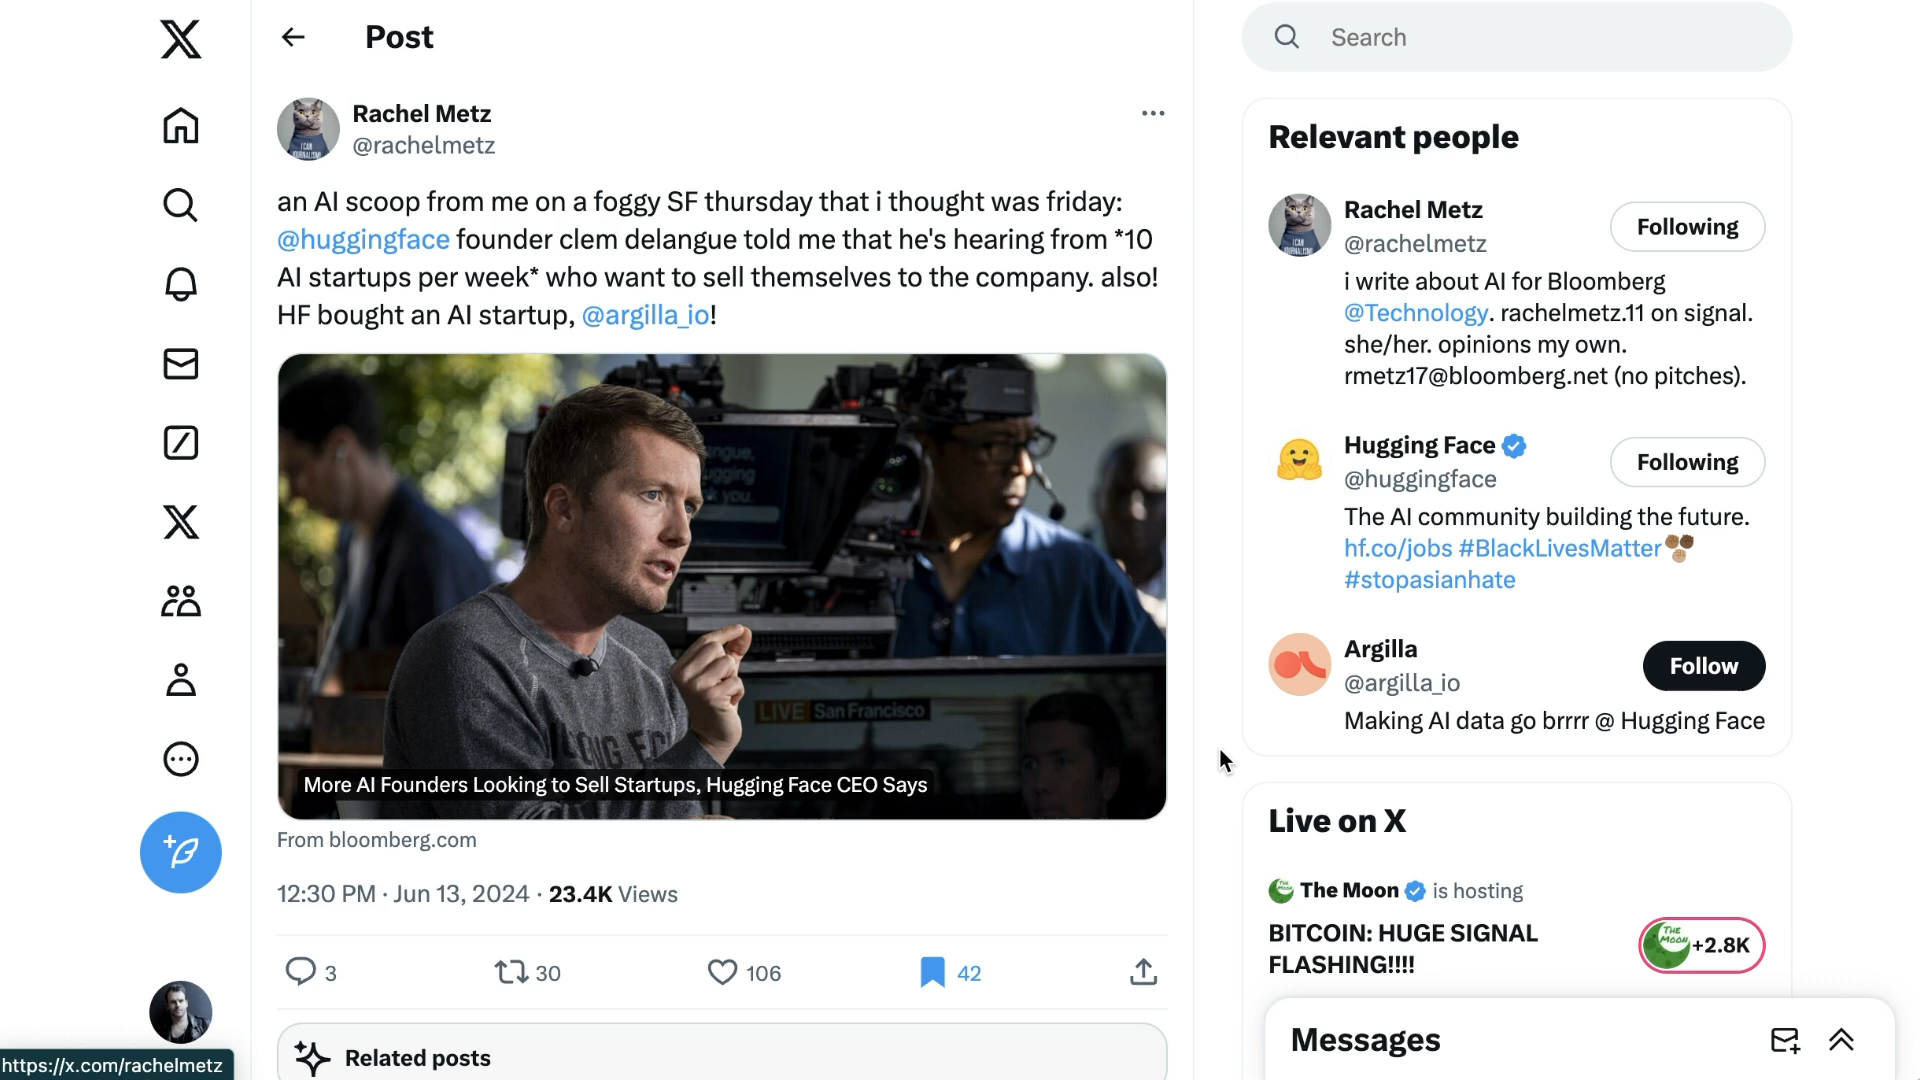 Post
Rachel Metz
@rachelmetz
an AI scoop from me on a foggy SF thursday that i thought was friday:
@huggingface founder clem delangue told me that he's hearing from *10
AI startups per week* who want to sell themselves to the company. also!
HF bought an AI startup, @argilla_io!
LIVE San Francisco
More AI Founders Looking to Sell Startups, Hugging Face CEO Says
From bloomberg.com
12:30 PM · Jun 13, 2024 · 23.4K Views
3
30
106
42
Related posts
https://x.com/rachelmetz
Search
Relevant people
Rachel Metz
@rachelmetz
Following
i write about AI for Bloomberg
@Technology. rachelmetz.11 on signal.
she/her. opinions my own.
rmetz17@bloomberg.net (no pitches).
Hugging Face
@huggingface
Following
The AI community building the future.
hf.co/jobs #BlackLivesMatter
#stopasianhate
Argilla
@argilla_io
Follow
Making AI data go brrrr @ Hugging Face
Live on X
The Moon is hosting
BITCOIN: HUGE SIGNAL
FLASHING!!!!
THE
MOON
+2.8K
Messages